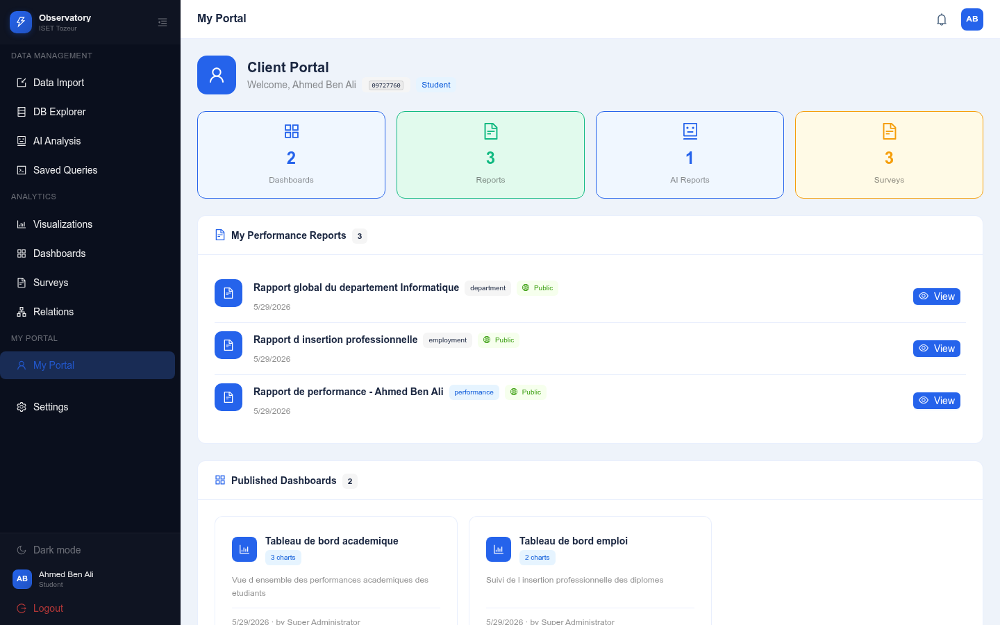 Observatory
ISET Tozeur
DATA MANAGEMENT
Data Import
DB Explorer
AI Analysis
Saved Queries
ANALYTICS
Visualizations
Dashboards
Surveys
Relations
MY PORTAL
My Portal
Settings
Dark mode
AB
Ahmed Ben Ali
Student
Logout
My Portal
AB
Client Portal
Welcome, Ahmed Ben Ali 09727760 Student
2
Dashboards
3
Reports
1
AI Reports
3
Surveys
My Performance Reports 3
Rapport global du departement Informatique department Public
5/29/2026
View
Rapport d insertion professionnelle employment Public
5/29/2026
View
Rapport de performance - Ahmed Ben Ali performance Public
5/29/2026
View
Published Dashboards 2
Tableau de bord academique
3 charts
Vue d ensemble des performances academiques des
etudiants
5/29/2026 · by Super Administrator
Tableau de bord emploi
2 charts
Suivi de l insertion professionnelle des diplomes
5/29/2026 · by Super Administrator